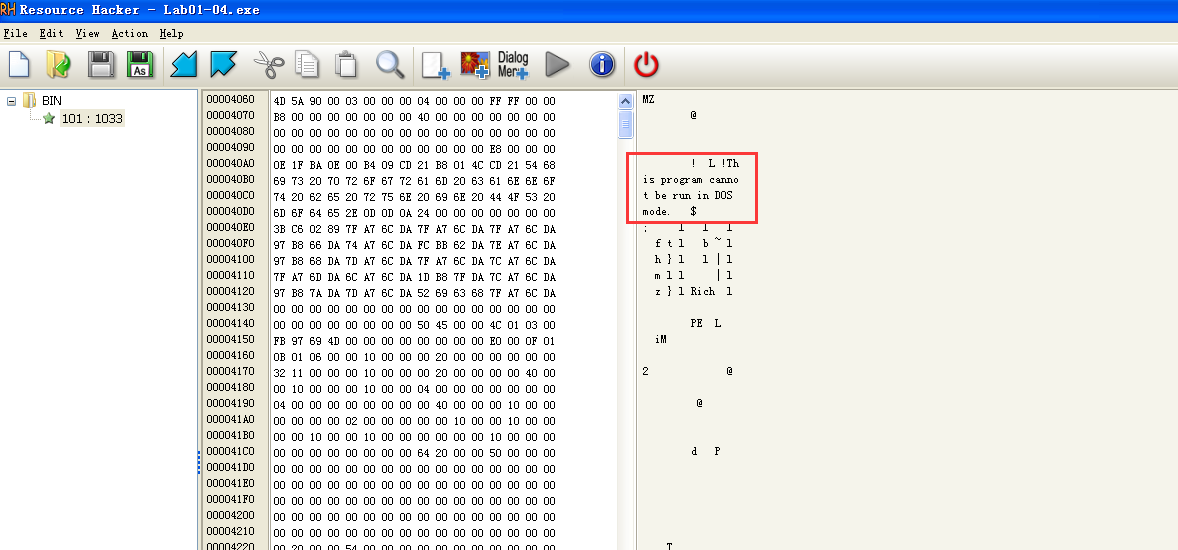 Resource Hacker - Lab01-04.exe
File Edit View Action Help
As
Dialog
Mer
BIN
101 : 1033
00004060 4D 5A 90 00 03 00 00 00 04 00 00 00 FF FF 00 00 MZ
00004070 B8 00 00 00 00 00 00 00 40 00 00 00 00 00 00 00 @
00004080 00 00 00 00 00 00 00 00 00 00 00 00 00 00 00 00
00004090 00 00 00 00 00 00 00 00 00 00 00 00 E8 00 00 00
000040A0 0E 1F BA 0E 00 B4 09 CD 21 B8 01 4C CD 21 54 68 ! L !Th
000040B0 69 73 20 70 72 6F 67 72 61 6D 20 63 61 6E 6E 6F is program canno
000040C0 74 20 62 65 20 72 75 6E 20 69 6E 20 44 4F 53 20 t be run in DOS
000040D0 6D 6F 64 65 2E 0D 0D 0A 24 00 00 00 00 00 00 00 mode. $
000040E0 3B C6 02 89 7F A7 6C DA 7F A7 6C DA 7F A7 6C DA ; l l l
000040F0 97 B8 66 DA 74 A7 6C DA FC BB 62 DA 7E A7 6C DA f t l b ~ l
00004100 97 B8 68 DA 7D A7 6C DA 7F A7 6C DA 7C A7 6C DA h } l l | l
00004110 7F A7 6D DA 6C A7 6C DA 1D B8 7F DA 7C A7 6C DA m l l | l
00004120 97 B8 7A DA 7D A7 6C DA 52 69 63 68 7F A7 6C DA z } l Rich l
00004130 00 00 00 00 00 00 00 00 00 00 00 00 00 00 00 00
00004140 00 00 00 00 00 00 00 00 50 45 00 00 4C 01 03 00 PE L
00004150 FB 97 69 4D 00 00 00 00 00 00 00 00 E0 00 0F 01 iM
00004160 0B 01 06 00 00 10 00 00 00 20 00 00 00 00 00 00
00004170 32 11 00 00 00 10 00 00 00 20 00 00 00 00 40 00 2 @
00004180 00 10 00 00 00 10 00 00 04 00 00 00 00 00 00 00
00004190 04 00 00 00 00 00 00 00 00 40 00 00 00 10 00 00 @
000041A0 00 00 00 00 02 00 00 00 00 00 10 00 00 10 00 00
000041B0 00 00 10 00 00 10 00 00 00 00 00 00 10 00 00 00
000041C0 00 00 00 00 00 00 00 00 64 20 00 00 50 00 00 00 d P
000041D0 00 00 00 00 00 00 00 00 00 00 00 00 00 00 00 00
000041E0 00 00 00 00 00 00 00 00 00 00 00 00 00 00 00 00
000041F0 00 00 00 00 00 00 00 00 00 00 00 00 00 00 00 00
00004200 00 00 00 00 00 00 00 00 00 00 00 00 00 00 00 00
00004210 00 00 00 00 00 00 00 00 00 00 00 00 00 00 00 00
00004220 00 20 00 00 54 00 00 00 00 00 00 00 00 00 00 00 T